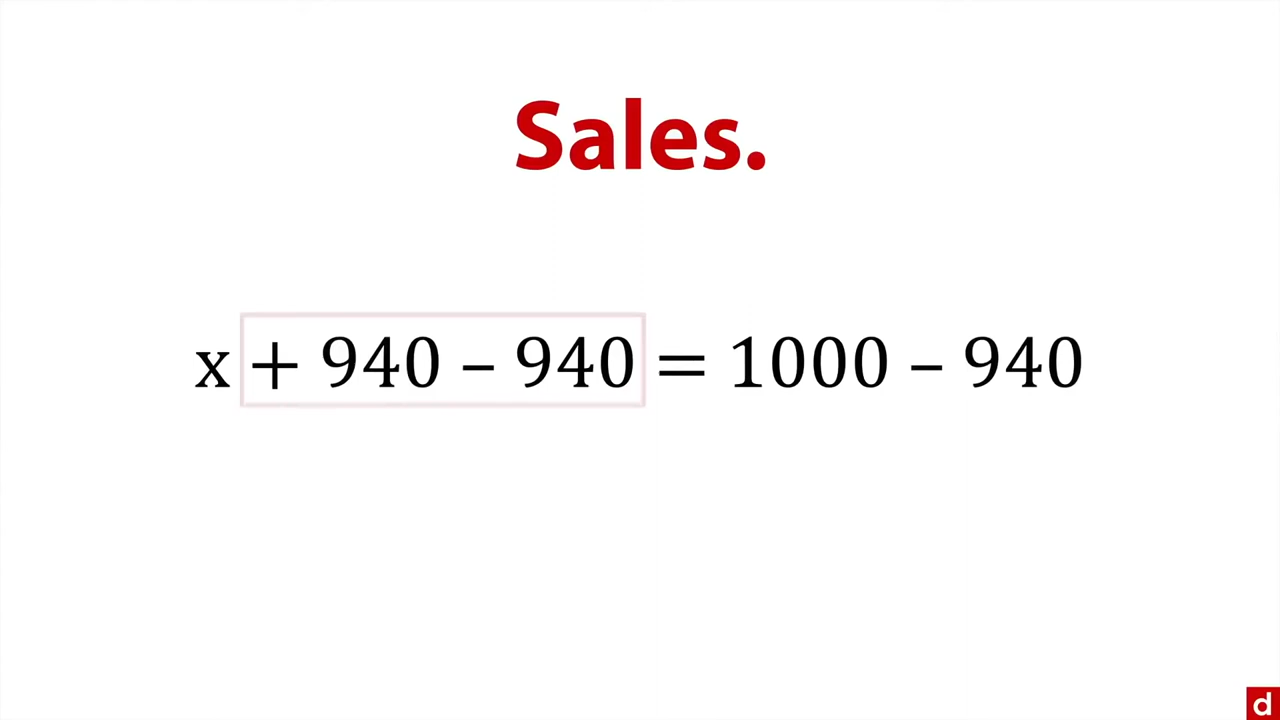 Sales.
x + 940 – 940 = 1000 – 940
d